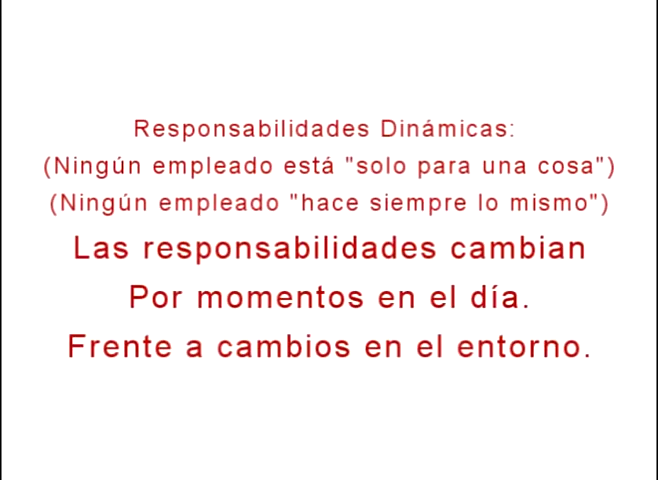 Responsabilidades Dinámicas:
(Ningún empleado está "solo para una cosa")
(Ningún empleado "hace siempre lo mismo")
Las responsabilidades cambian
Por momentos en el día.
Frente a cambios en el entorno.